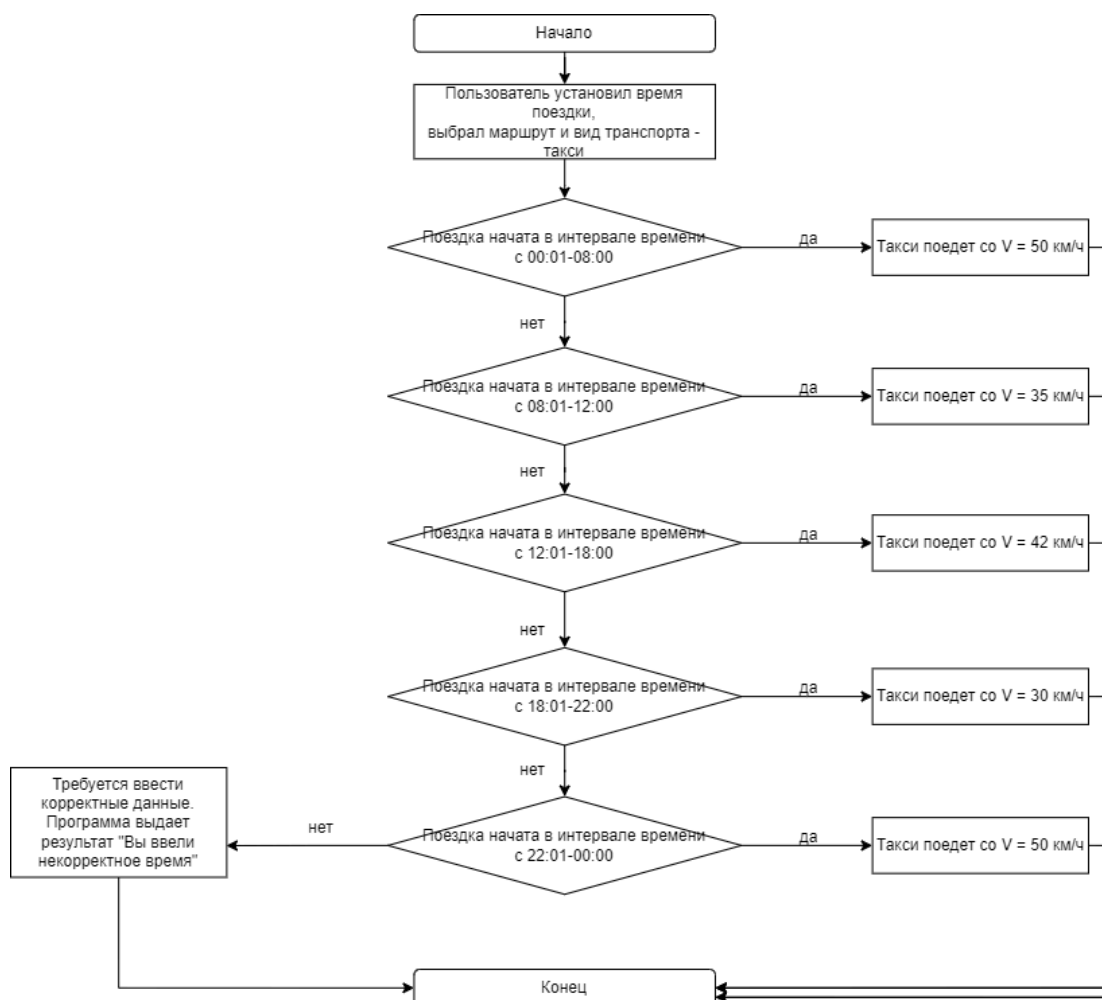 Начало
Пользователь установил время
поездки,
выбрал маршрут и вид транспорта -
такси
Поездка начата в интервале времени
с 00:01-08:00
да
Такси поедет со V = 50 км/ч
нет
Поездка начата в интервале времени
с 08:01-12:00
да
Такси поедет со V = 35 км/ч
нет
Поездка начата в интервале времени
с 12:01-18:00
да
Такси поедет со V = 42 км/ч
нет
Поездка начата в интервале времени
с 18:01-22:00
да
Такси поедет со V = 30 км/ч
нет
Поездка начата в интервале времени
с 22:01-00:00
да
Такси поедет со V = 50 км/ч
нет
Требуется ввести
корректные данные.
Программа выдает
результат "Вы ввели
некорректное время"
Конец